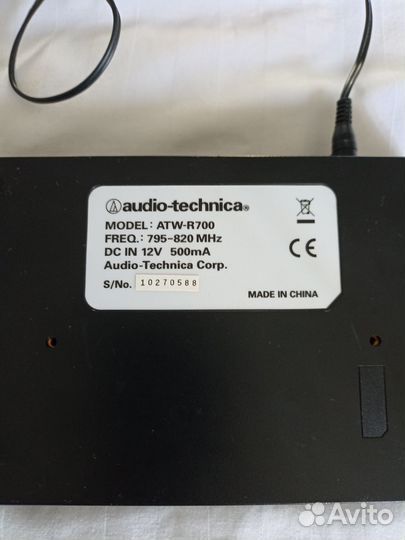 audio-technica®
MODEL: ATW-R700
FREQ.: 795-820 MHz
DC IN 12V 500mA
Audio-Technica Corp.
S/No. 10270588
CE
MADE IN CHINA
Avito